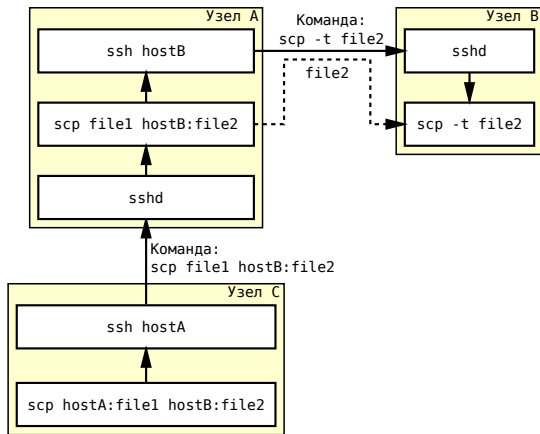 Узел A
ssh hostB
scp file1 hostB:file2
sshd
Команда:
scp -t file2
file2
Узел B
sshd
scp -t file2
Команда:
scp file1 hostB:file2
Узел C
ssh hostA
scp hostA:file1 hostB:file2